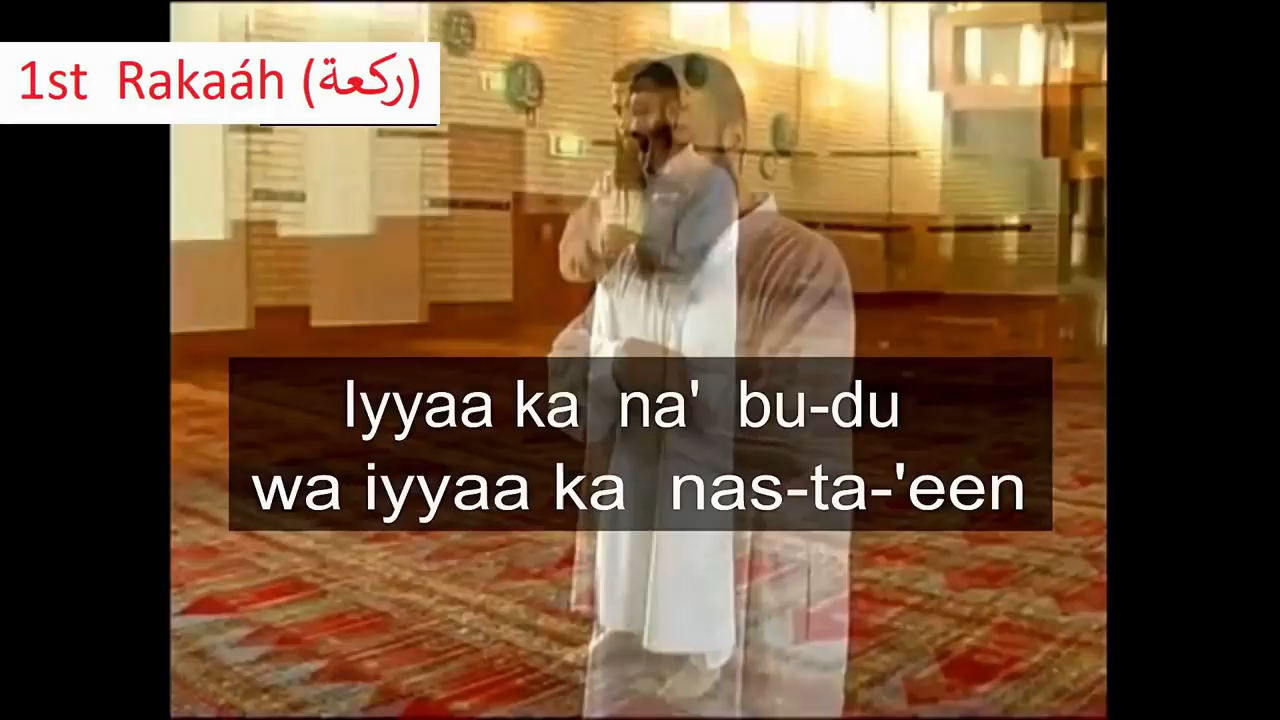 1st Rakaáh (ركعة)
Iyyaa ka na' bu-du
wa iyyaa ka nas-ta-'een